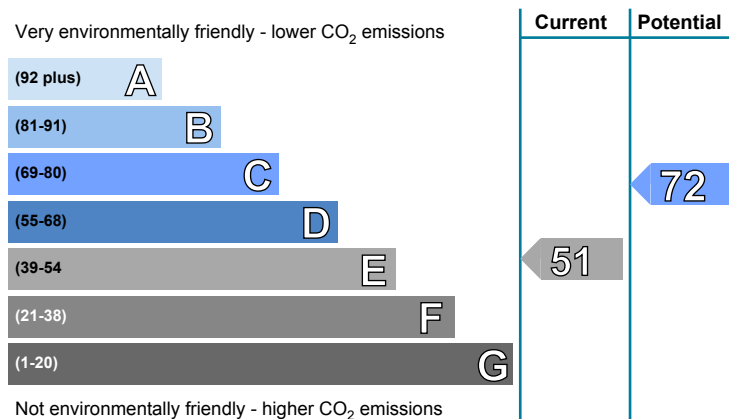 Current Potential
Very environmentally friendly - lower CO₂ emissions
(92 plus) A
(81-91) B
(69-80) C
72
(55-68) D
(39-54 E
51
(21-38) F
(1-20) G
Not environmentally friendly - higher CO₂ emissions